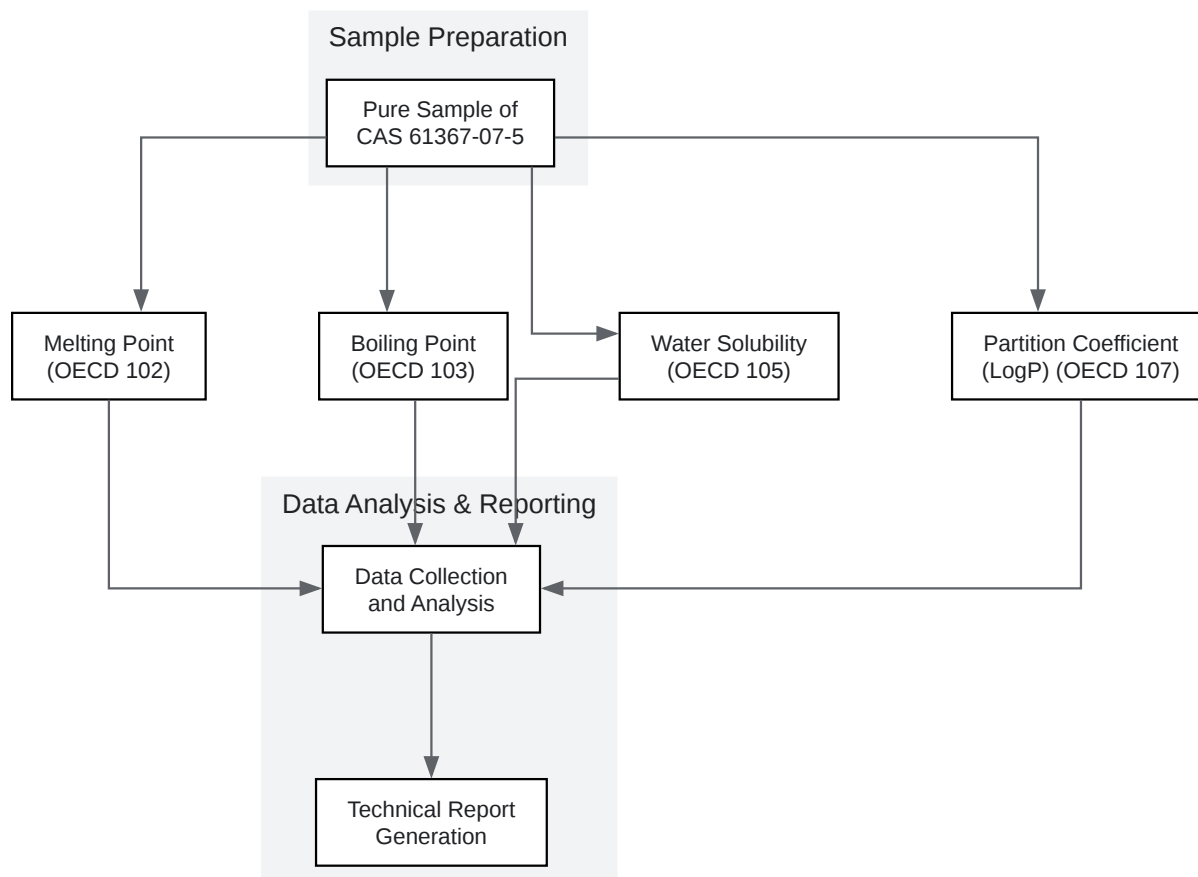 Sample Preparation
Pure Sample of
CAS 61367-07-5
Melting Point
(OECD 102)
Boiling Point
(OECD 103)
Water Solubility
(OECD 105)
Partition Coefficient
(LogP) (OECD 107)
Data Analysis & Reporting
Data Collection
and Analysis
Technical Report
Generation